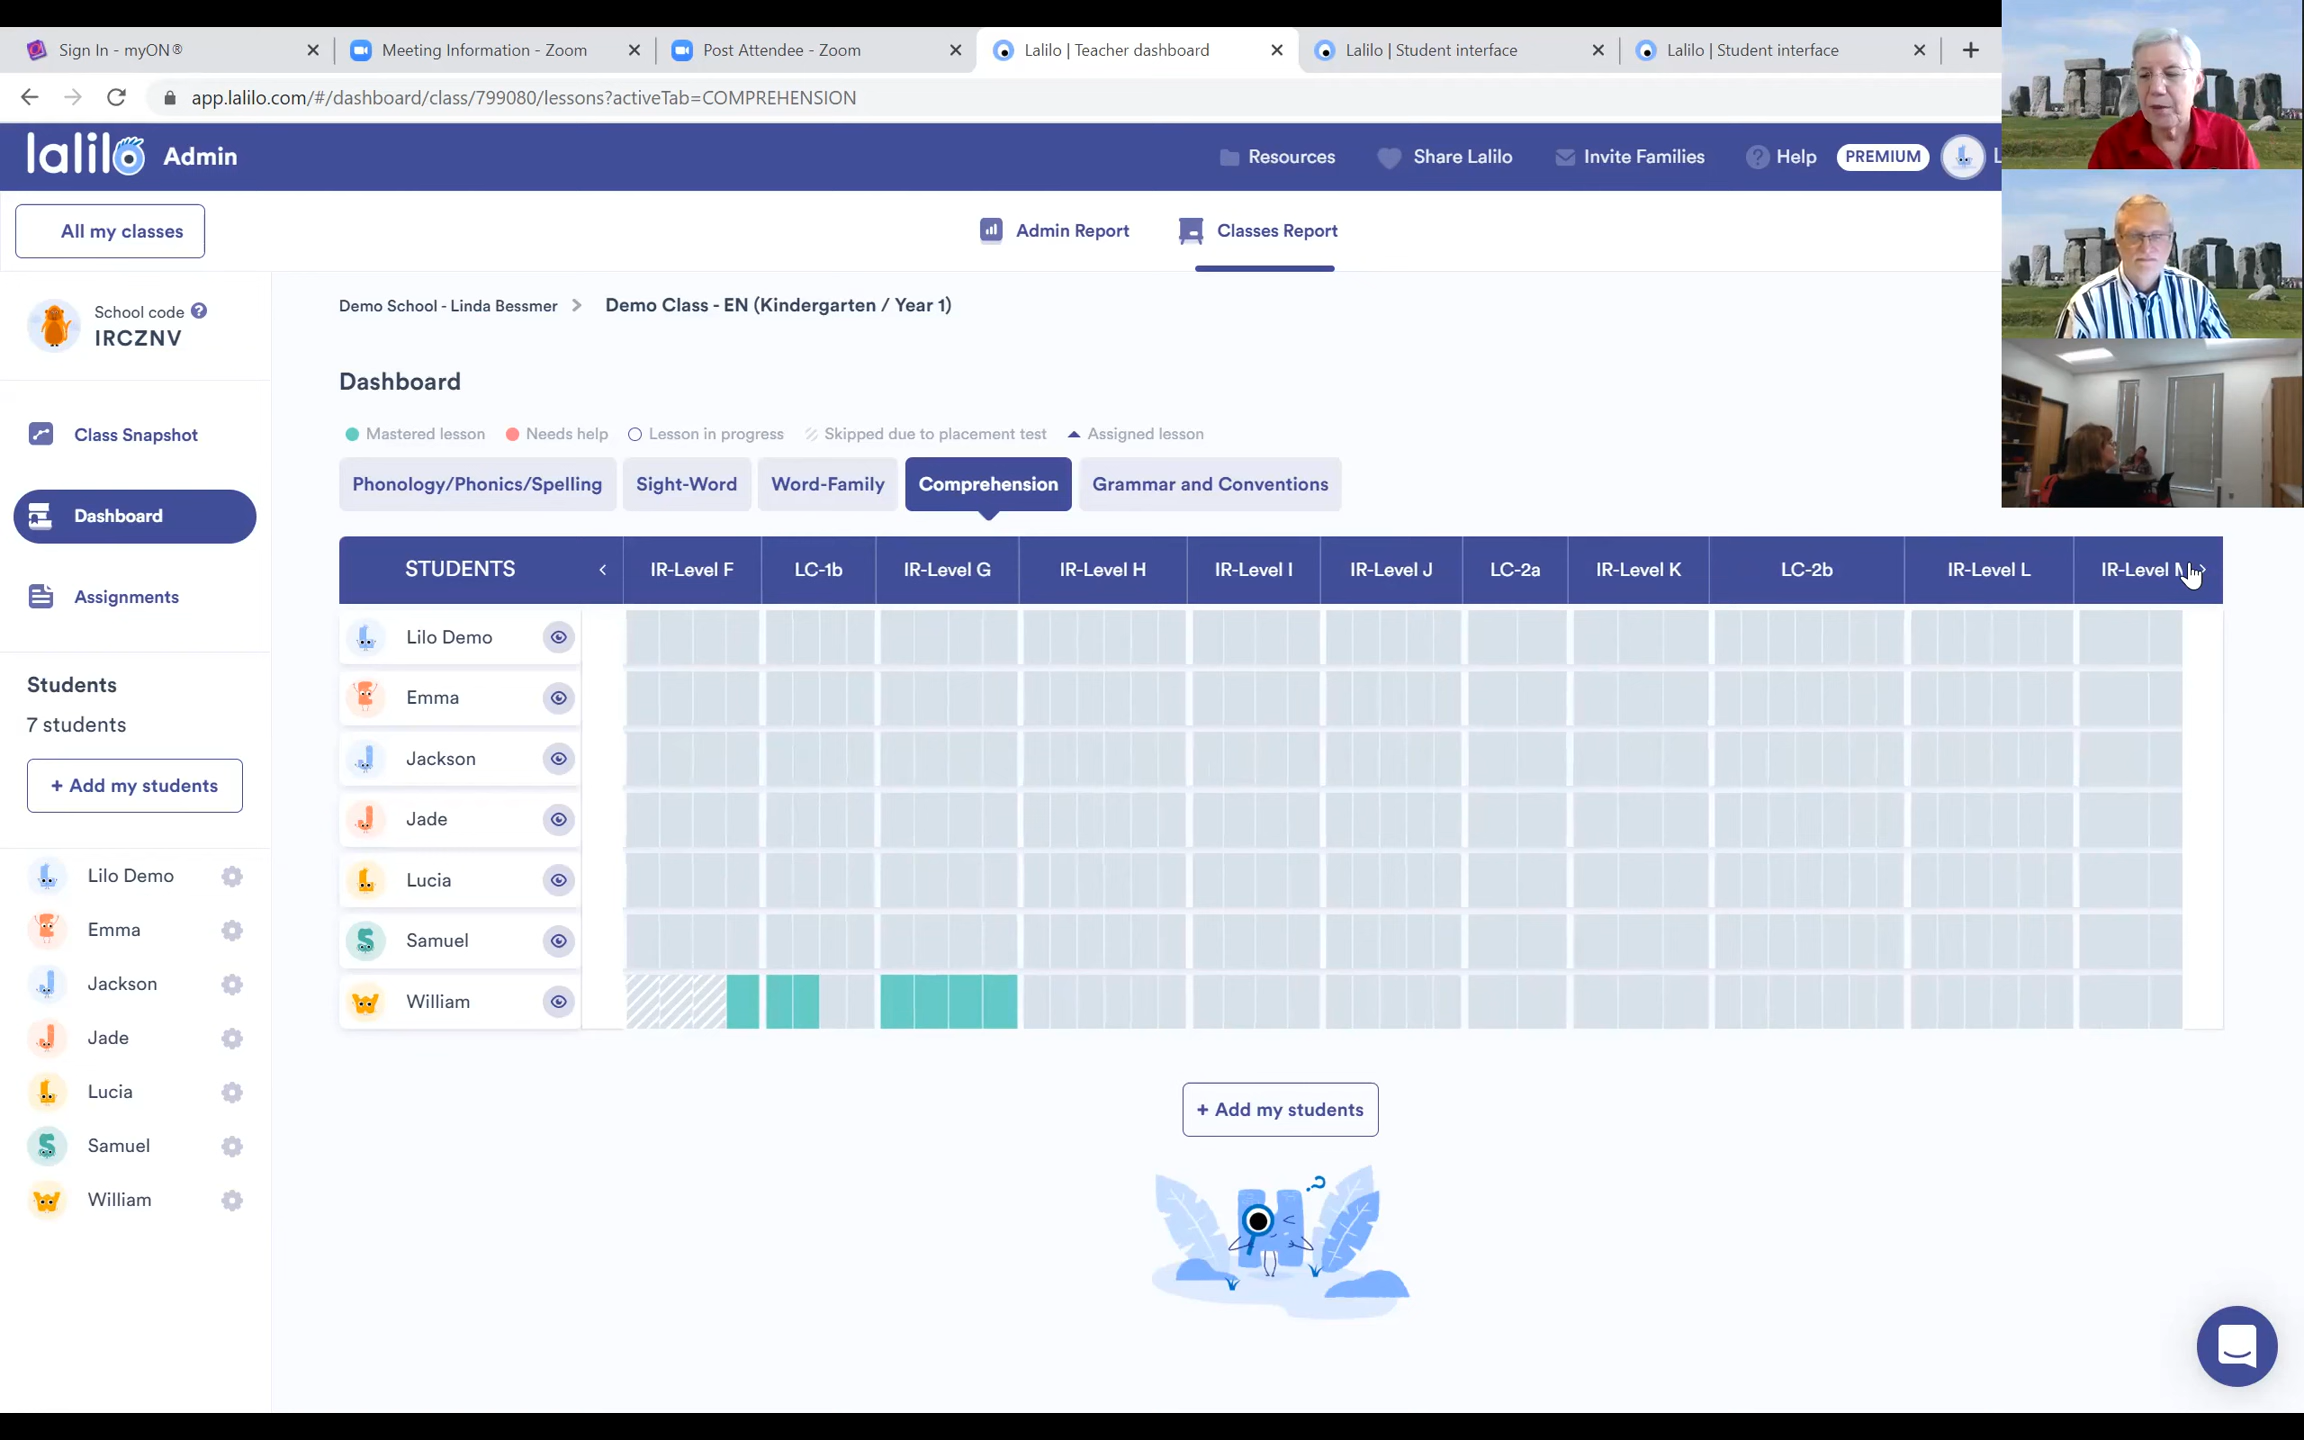 Sign In - myON®
Meeting Information - Zoom
Post Attendee - Zoom
Lalilo | Teacher dashboard
Lalilo | Student interface
Lalilo | Student interface
app.lalilo.com/#/dashboard/class/799080/lessons?activeTab=COMPREHENSION
lalilo Admin
Resources
Share Lalilo
Invite Families
Help
PREMIUM
L
All my classes
Admin Report
Classes Report
School code
IRCZNV
Class Snapshot
Dashboard
Assignments
Students
7 students
+ Add my students
Lilo Demo
Emma
Jackson
Jade
Lucia
Samuel
William
Demo School - Linda Bessmer > Demo Class - EN (Kindergarten / Year 1)
Dashboard
Mastered lesson Needs help Lesson in progress Skipped due to placement test Assigned lesson
Phonology/Phonics/Spelling Sight-Word Word-Family Comprehension Grammar and Conventions
STUDENTS IR-Level F LC-1b IR-Level G IR-Level H IR-Level I IR-Level J LC-2a IR-Level K LC-2b IR-Level L IR-Level M
Lilo Demo
Emma
Jackson
Jade
Lucia
Samuel
William
+ Add my students